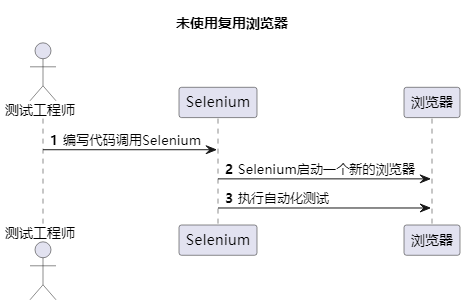 未使用复用浏览器
测试工程师
Selenium
浏览器
1 编写代码调用Selenium
2 Selenium启动一个新的浏览器
3 执行自动化测试
测试工程师
Selenium
浏览器